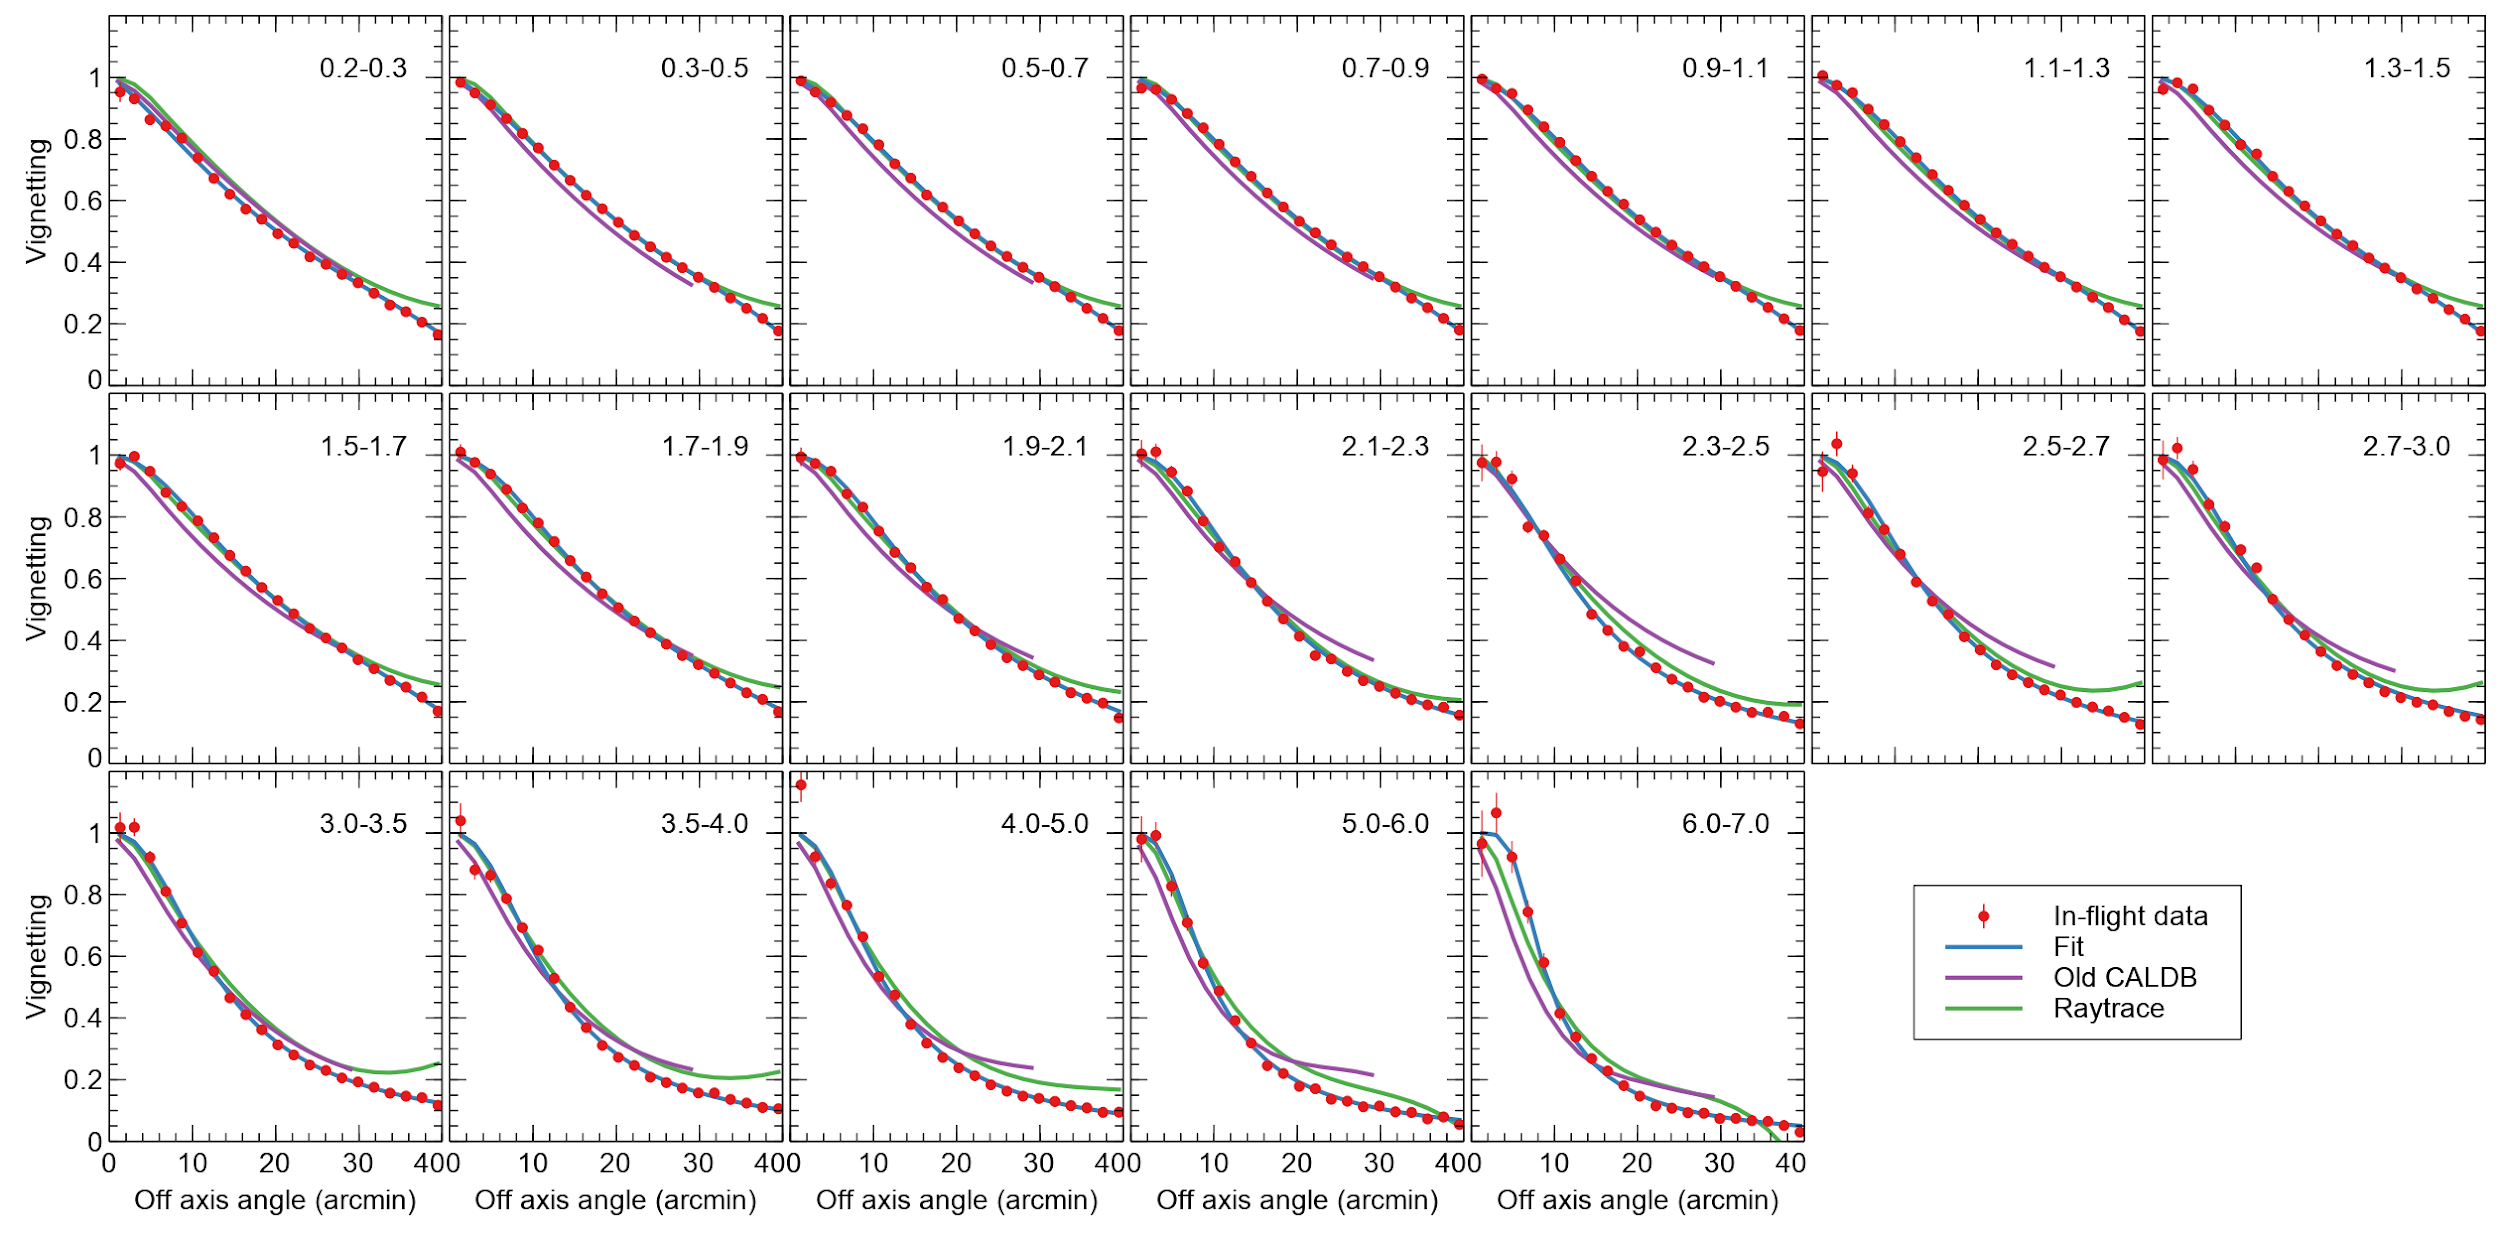 0.2-0.3 0.3-0.5 0.5-0.7 0.7-0.9 0.9-1.1 1.1-1.3 1.3-1.5
1
0.8
0.6
0.4
0.2
0
Vignetting
1.5-1.7 1.7-1.9 1.9-2.1 2.1-2.3 2.3-2.5 2.5-2.7 2.7-3.0
1
0.8
0.6
0.4
0.2
0
Vignetting
3.0-3.5 3.5-4.0 4.0-5.0 5.0-6.0 6.0-7.0
1
0.8
0.6
0.4
0.2
0
Vignetting
In-flight data
Fit
Old CALDB
Raytrace
0 10 20 30 400 10 20 30 400 10 20 30 400 10 20 30 400 10 20 30 40
Off axis angle (arcmin) Off axis angle (arcmin) Off axis angle (arcmin) Off axis angle (arcmin) Off axis angle (arcmin)